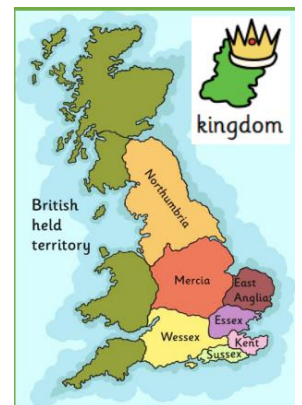 kingdom
Northumbria
British
held
territory
Mercia
East
Anglia
Essex
Wessex
Kent
Sussex